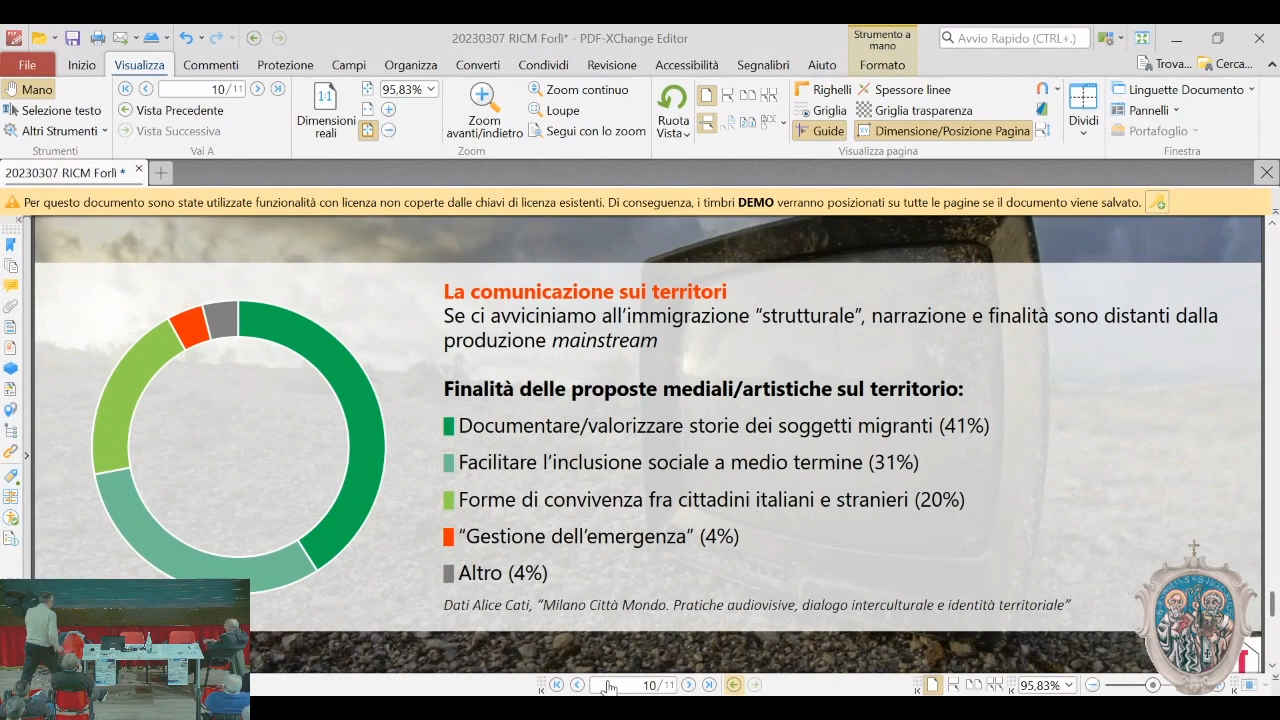 20230307 RICM Forlì* - PDF-XChange Editor
Strumento a mano
Avvio Rapido (CTRL+.)
File
Inizio
Visualizza
Commenti
Protezione
Campi
Organizza
Converti
Condividi
Revisione
Accessibilità
Segnalibri
Aiuto
Formato
Trova...
Cerca...
Mano
Selezione testo
Altri Strumenti
Strumenti
10 / 11
Vista Precedente
Vista Successiva
Vai A
1:1
Dimensioni reali
95,83%
Zoom avanti/indietro
Zoom continuo
Loupe
Segui con lo zoom
Zoom
Ruota Vista
Righelli
Spessore linee
Griglia
Griglia trasparenza
Guide
Dimensione/Posizione Pagina
Visualizza pagina
Dividi
Linguette Documento
Pannelli
Portafoglio
Finestra
20230307 RICM Forlì *
Per questo documento sono state utilizzate funzionalità con licenza non coperte dalle chiavi di licenza esistenti. Di conseguenza, i timbri DEMO verranno posizionati su tutte le pagine se il documento viene salvato.
La comunicazione sui territori
Se ci avviciniamo all'immigrazione “strutturale”, narrazione e finalità sono distanti dalla
produzione mainstream
Finalità delle proposte mediali/artistiche sul territorio:
Documentare/valorizzare storie dei soggetti migranti (41%)
Facilitare l'inclusione sociale a medio termine (31%)
Forme di convivenza fra cittadini italiani e stranieri (20%)
“Gestione dell'emergenza” (4%)
Altro (4%)
Dati Alice Cati, “Milano Città Mondo. Pratiche audiovisive, dialogo interculturale e identità territoriale”
10 / 11
95,83%